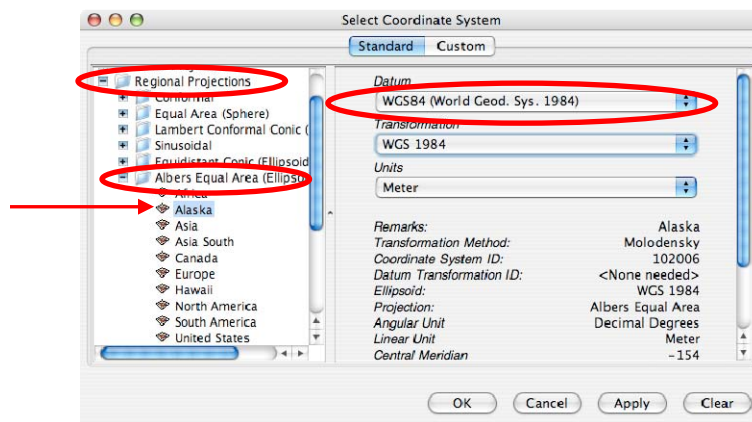 Select Coordinate System
Standard Custom
Regional Projections
Conformal
Equal Area (Sphere)
Lambert Conformal Conic (
Sinusoidal
Equidistant Conic (Ellipsoid
Albers Equal Area (Ellipso
Africa
Alaska
Asia
Asia South
Canada
Europe
Hawaii
North America
South America
United States
Datum
WGS84 (World Geod. Sys. 1984)
Transformation
WGS 1984
Units
Meter
Remarks: Alaska
Transformation Method: Molodensky
Coordinate System ID: 102006
Datum Transformation ID: <None needed>
Ellipsoid: WGS 1984
Projection: Albers Equal Area
Angular Unit Decimal Degrees
Linear Unit Meter
Central Meridian -154
OK Cancel Apply Clear